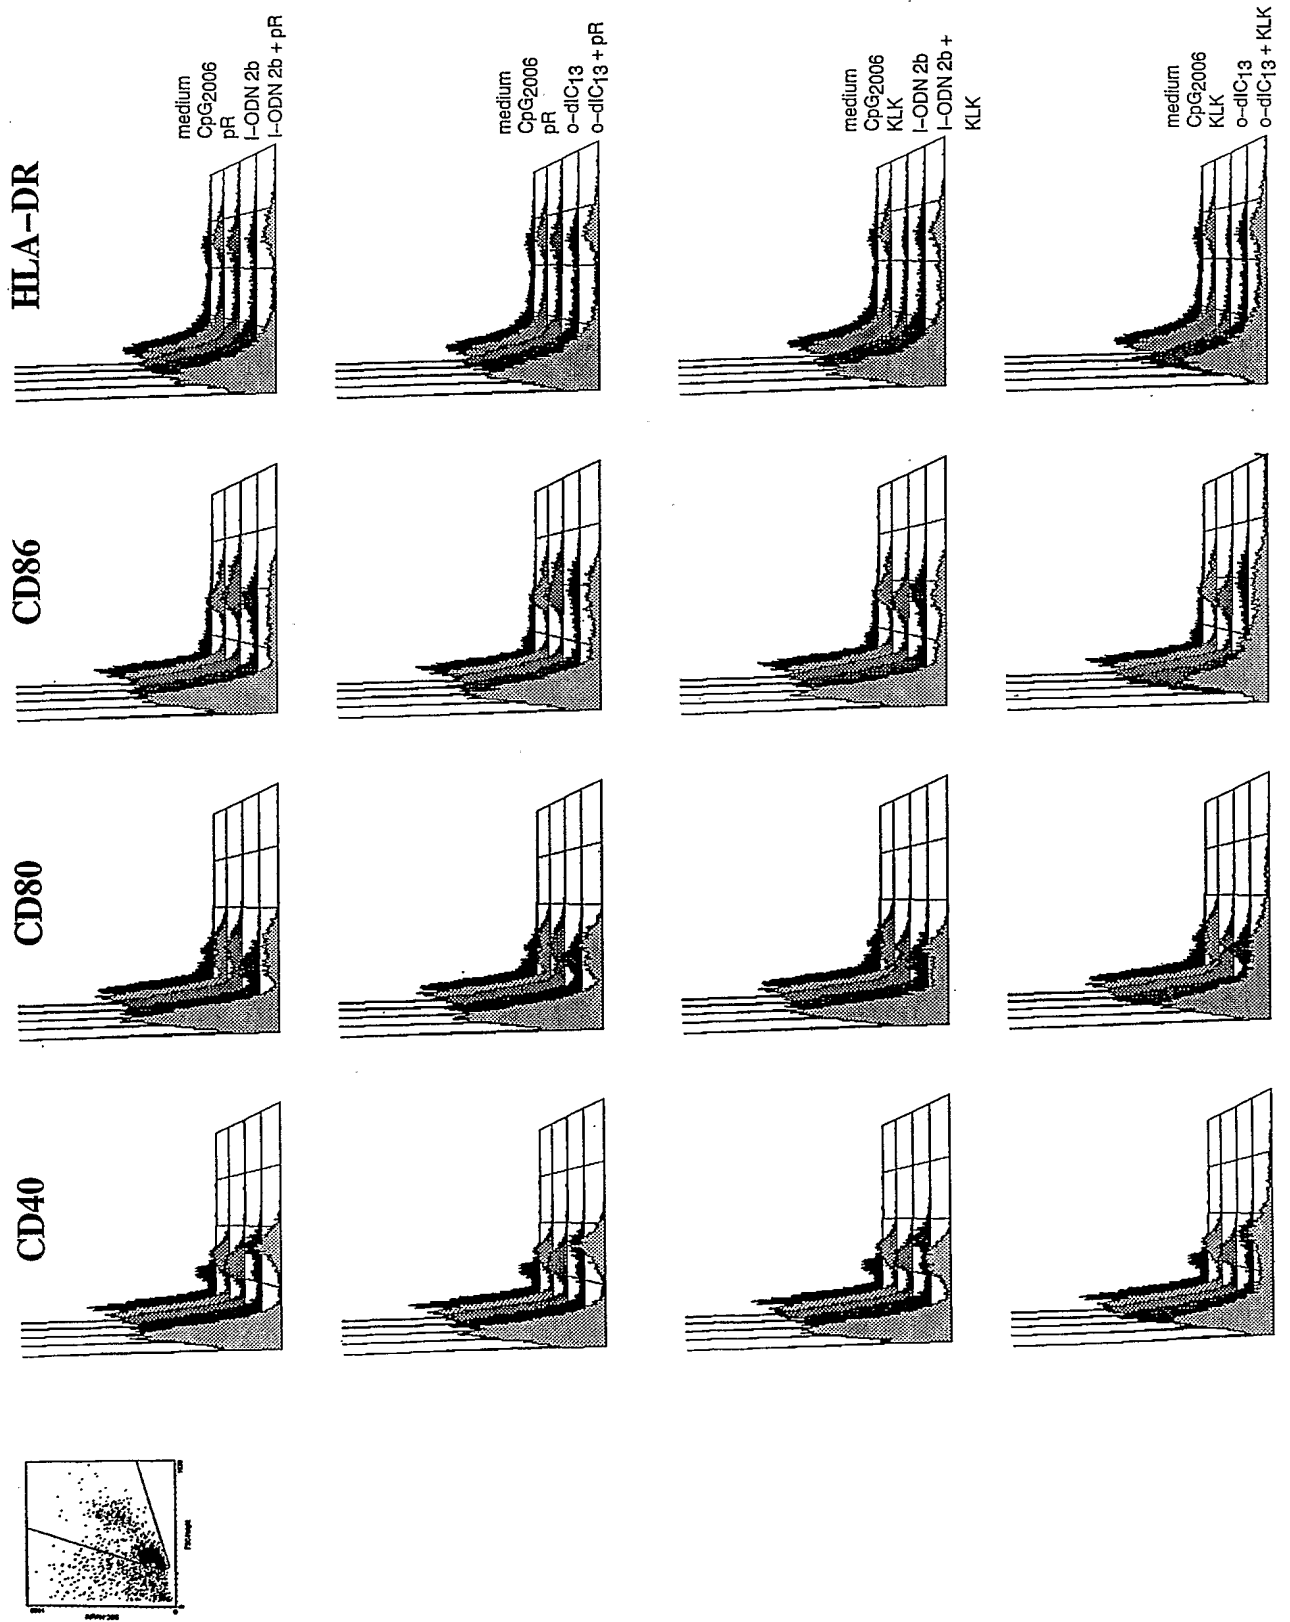 HLA–DR
medium
CpG2006
pR
I–ODN 2b
I–ODN 2b + pR
medium
CpG2006
pR
o–dIC13
o–dIC13 + pR
medium
CpG2006
KLK
I–ODN 2b
I–ODN 2b +
KLK
medium
CpG2006
KLK
o–dIC13
o–dIC13 + KLK
CD86
CD80
CD40